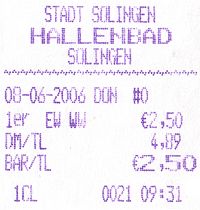 STADT SOLINGEN
HALLENBAD
SOLINGEN
08-06-2006 DON #0
1er EW WW €2,50
DM/TL 4,89
BAR/TL €2,50
1CL 0021 09:31